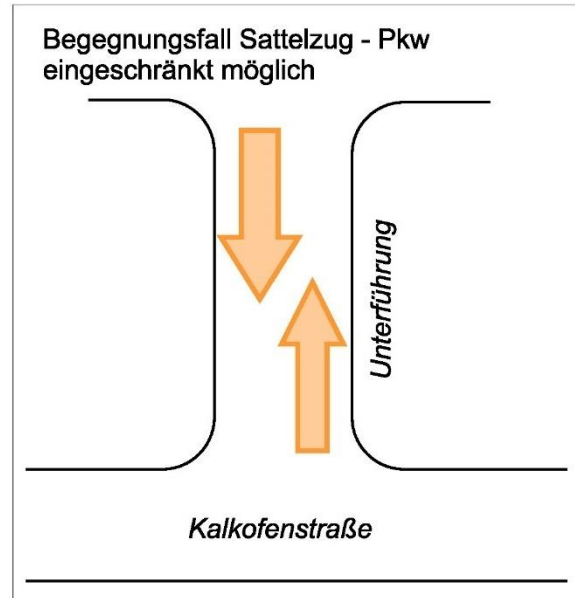 Begegnungsfall Sattelzug - Pkw
eingeschränkt möglich
Unterführung
Kalkofenstraße